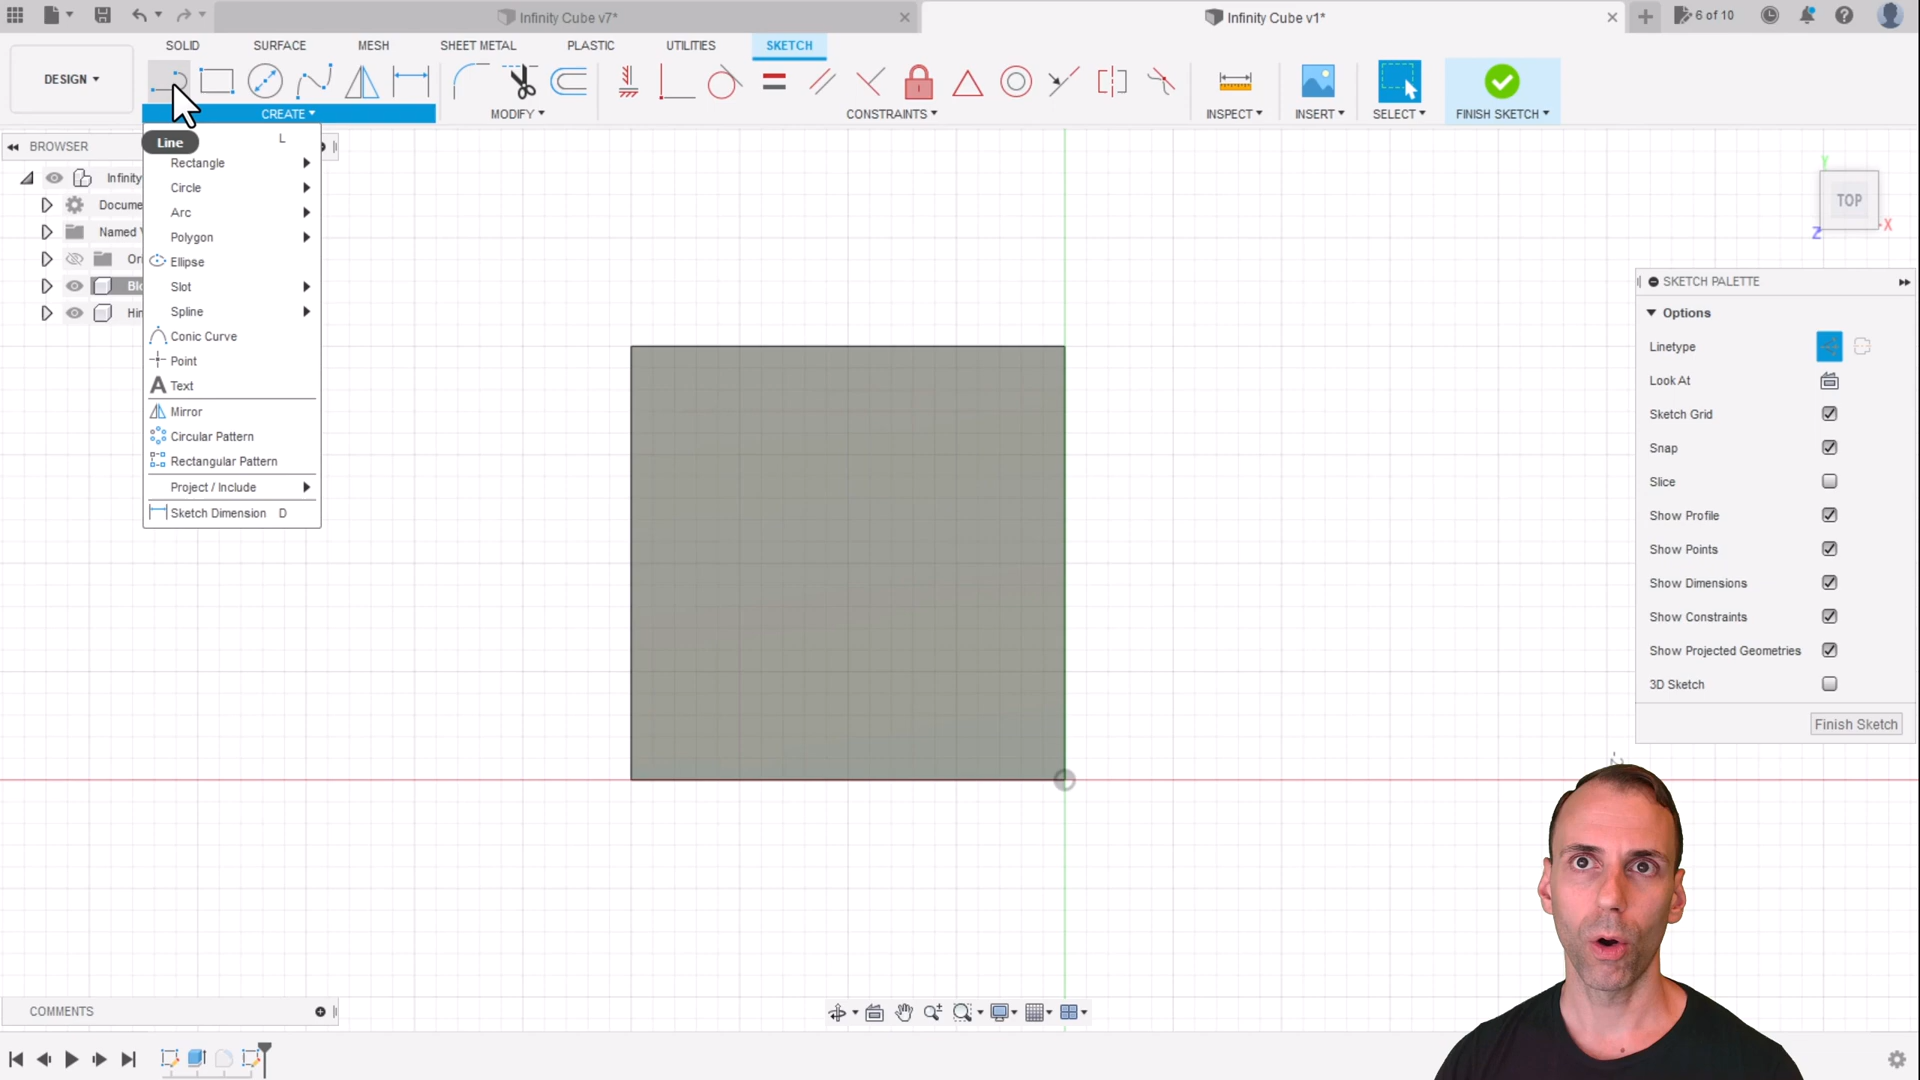 Infinity Cube v7*
Infinity Cube v1*
6 of 10
DESIGN
SOLID
SURFACE
MESH
SHEET METAL
PLASTIC
UTILITIES
SKETCH
CREATE
MODIFY
CONSTRAINTS
INSPECT
INSERT
SELECT
FINISH SKETCH
BROWSER
Line
L
Infinity
Docume
Named
Ori
Blo
Hin
Rectangle
Circle
Arc
Polygon
Ellipse
Slot
Spline
Conic Curve
Point
A Text
Mirror
Circular Pattern
Rectangular Pattern
Project / Include
Sketch Dimension D
Y
TOP
X
Z
SKETCH PALETTE
Options
Linetype
Look At
Sketch Grid
Snap
Slice
Show Profile
Show Points
Show Dimensions
Show Constraints
Show Projected Geometries
3D Sketch
Finish Sketch
COMMENTS